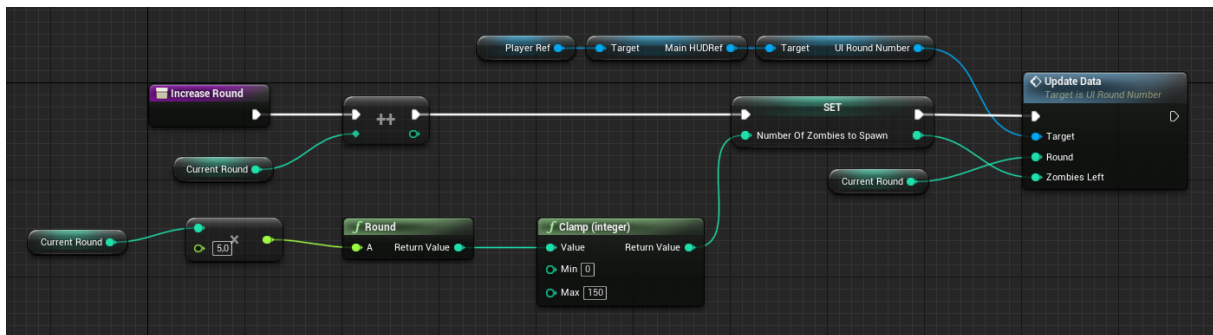 Player Ref
Target Main HUDRef
Target UI Round Number
Increase Round
++
SET
Number Of Zombies to Spawn
Update Data
Target is UI Round Number
Target
Round
Zombies Left
Current Round
Current Round
Current Round
5,0
×
f Round
A Return Value
f Clamp (integer)
Value Return Value
Min 0
Max 150